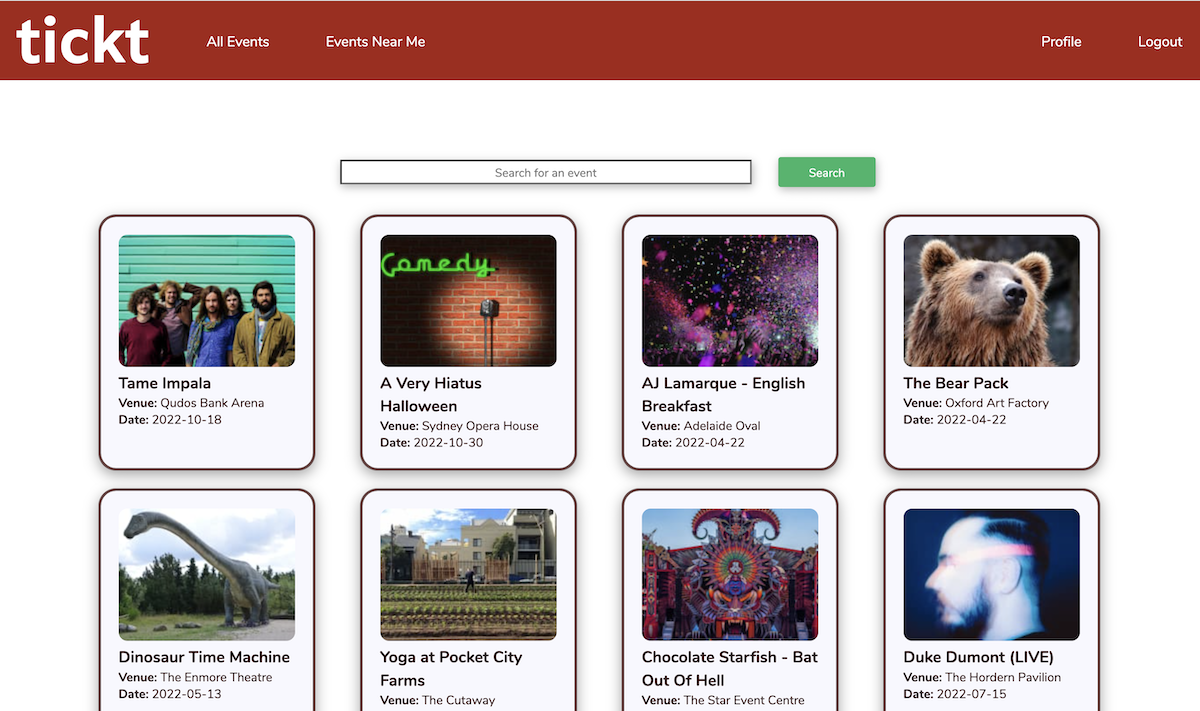 tickt All Events Events Near Me Profile Logout
Search for an event Search
Comedy
Tame Impala
Venue: Qudos Bank Arena
Date: 2022-10-18
A Very Hiatus
Halloween
Venue: Sydney Opera House
Date: 2022-10-30
AJ Lamarque - English
Breakfast
Venue: Adelaide Oval
Date: 2022-04-22
The Bear Pack
Venue: Oxford Art Factory
Date: 2022-04-22
Dinosaur Time Machine
Venue: The Enmore Theatre
Date: 2022-05-13
Yoga at Pocket City
Farms
Venue: The Cutaway
Chocolate Starfish - Bat
Out Of Hell
Venue: The Star Event Centre
Duke Dumont (LIVE)
Venue: The Hordern Pavilion
Date: 2022-07-15